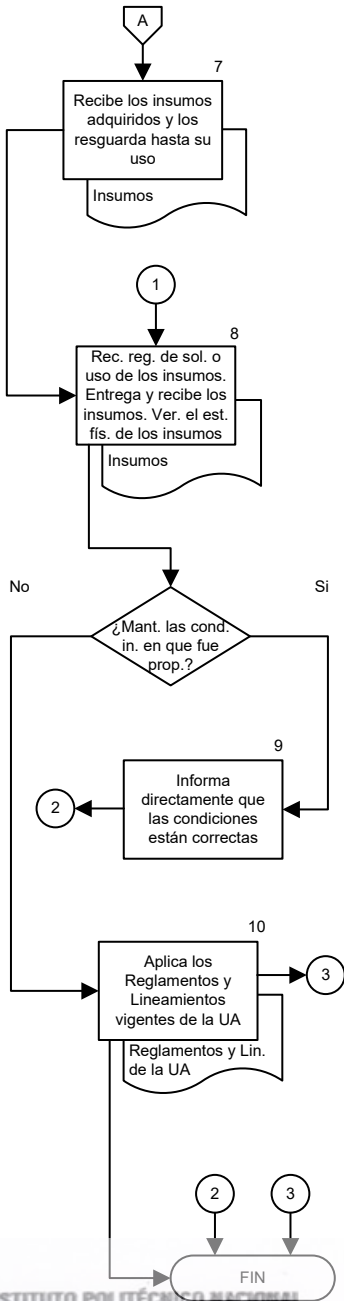 A
7
Recibe los insumos
adquiridos y los
resguarda hasta su
uso
Insumos
1
8
Rec. reg. de sol. o
uso de los insumos.
Entrega y recibe los
insumos. Ver. el est.
fís. de los insumos
Insumos
No
Si
¿Mant. las cond.
in. en que fue
prop.?
9
Informa
directamente que
las condiciones
están correctas
2
10
Aplica los
Reglamentos y
Lineamientos
vigentes de la UA
3
Reglamentos y Lin.
de la UA
2
3
FIN
STITUTO POLITÉCNICO NACIONAL